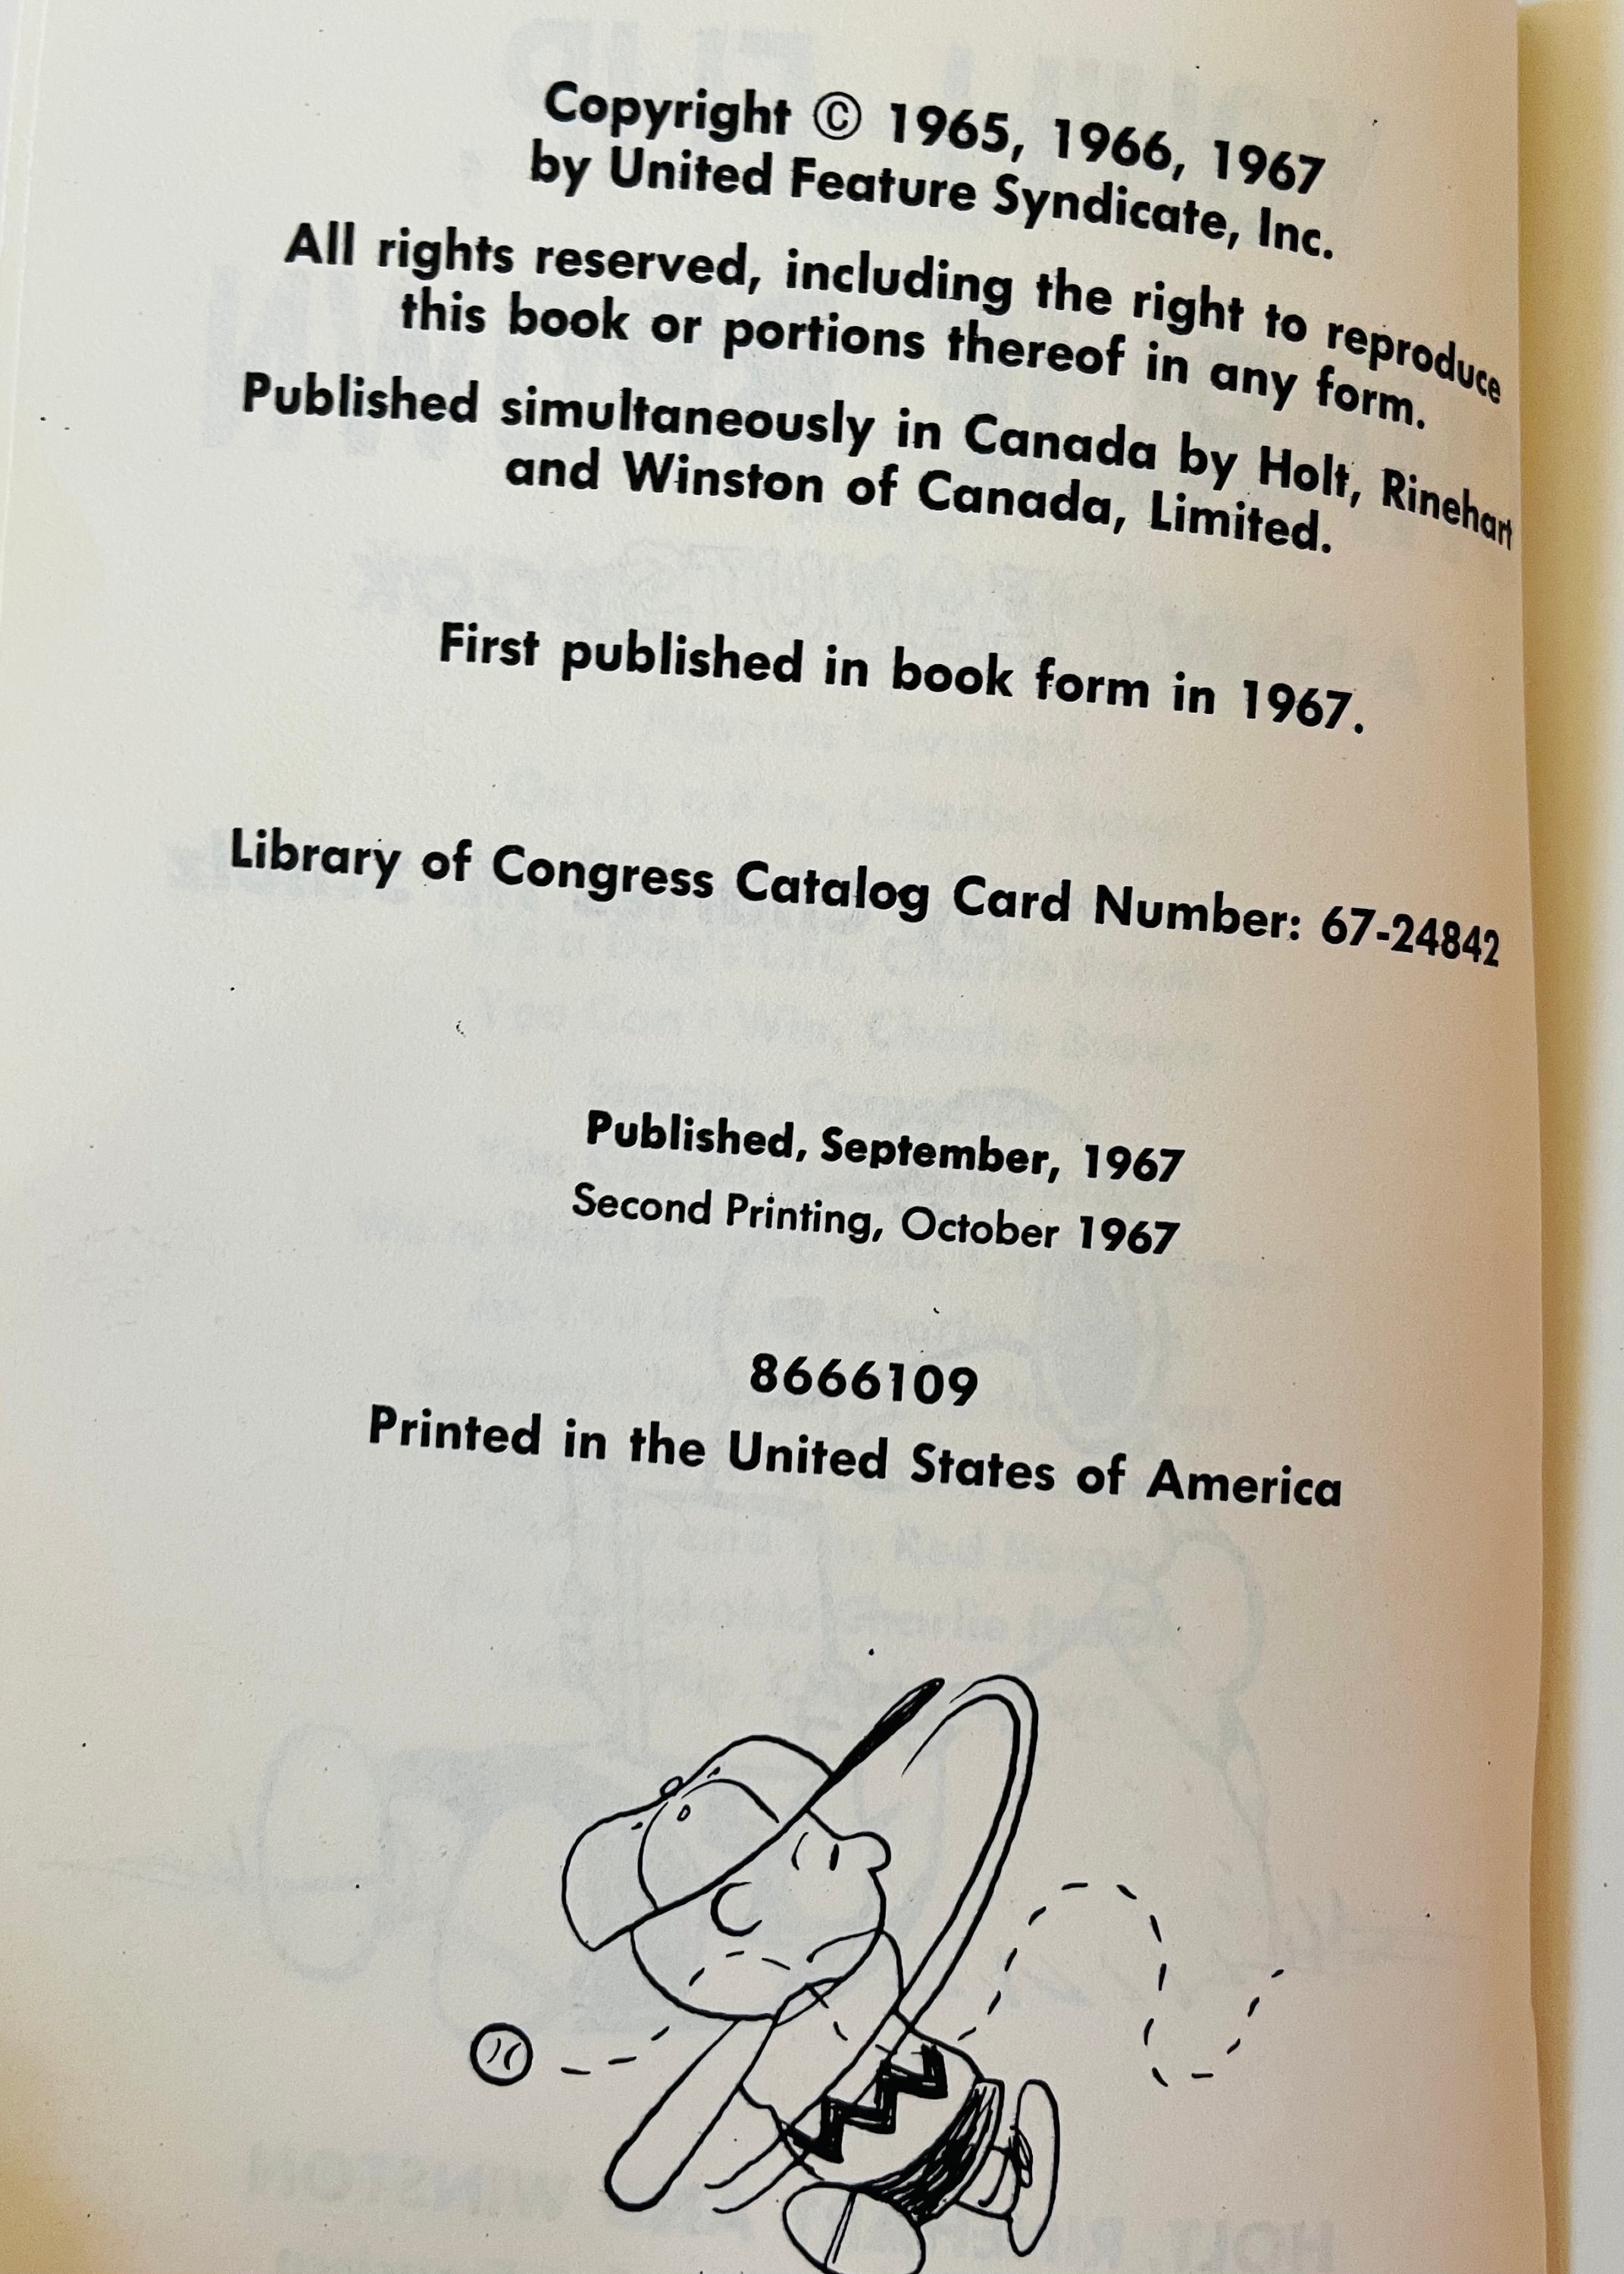 Copyright © 1965, 1966, 1967
by United Feature Syndicate, Inc.
All rights reserved, including the right to reproduce
this book or portions thereof in any form.
Published simultaneously in Canada by Holt, Rinehart
and Winston of Canada, Limited.
First published in book form in 1967.
Library of Congress Catalog Card Number: 67-24842
Published, September, 1967
Second Printing, October 1967
8666109
Printed in the United States of America